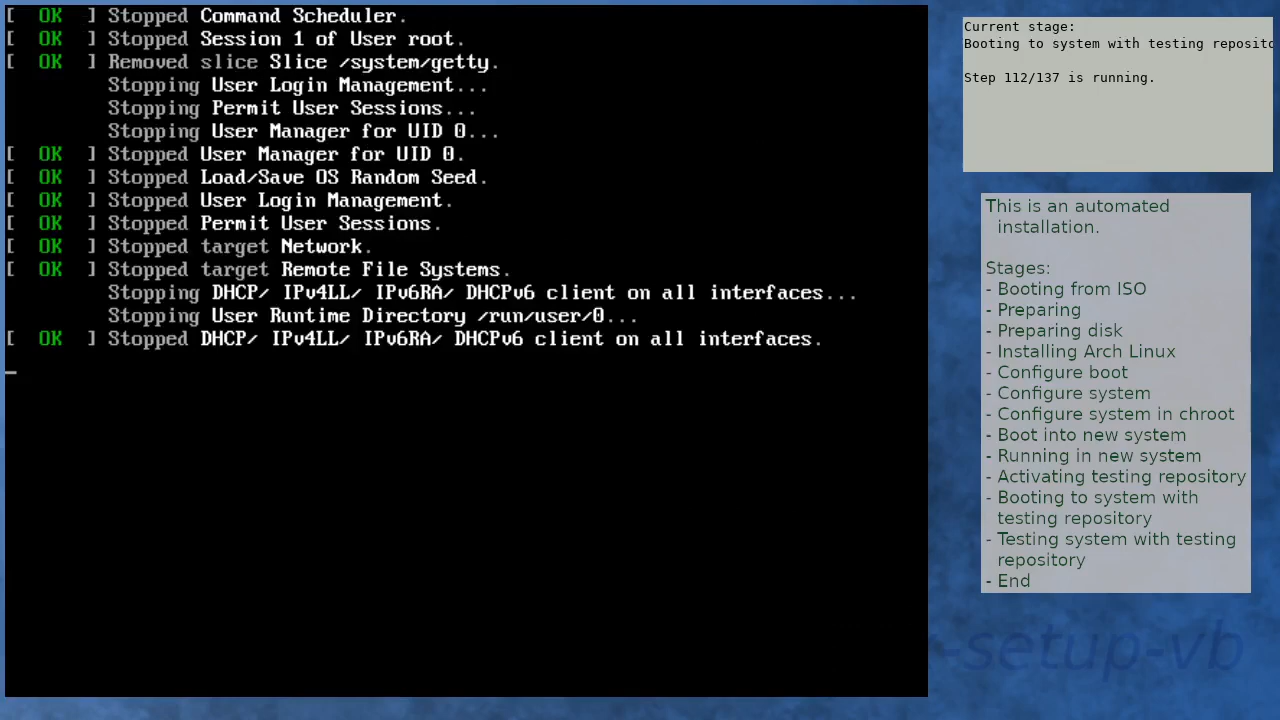 [  OK  ] Stopped Command Scheduler.
[  OK  ] Stopped Session 1 of User root.
[  OK  ] Removed slice Slice /system/getty.
Stopping User Login Management...
Stopping Permit User Sessions...
Stopping User Manager for UID 0...
[  OK  ] Stopped User Manager for UID 0.
[  OK  ] Stopped Load/Save OS Random Seed.
[  OK  ] Stopped User Login Management.
[  OK  ] Stopped Permit User Sessions.
[  OK  ] Stopped target Network.
[  OK  ] Stopped target Remote File Systems.
Stopping DHCP/ IPv4LL/ IPv6RA/ DHCPv6 client on all interfaces...
Stopping User Runtime Directory /run/user/0...
[  OK  ] Stopped DHCP/ IPv4LL/ IPv6RA/ DHCPv6 client on all interfaces.
Current stage:
Booting to system with testing reposito
Step 112/137 is running.
This is an automated
installation.
Stages:
- Booting from ISO
- Preparing
- Preparing disk
- Installing Arch Linux
- Configure boot
- Configure system
- Configure system in chroot
- Boot into new system
- Running in new system
- Activating testing repository
- Booting to system with
testing repository
- Testing system with testing
repository
- End
-setup-vb